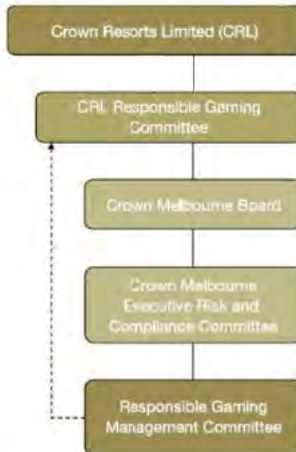 Crown Resorts Limited (CRL)
CRL Responsible Gaming
Committee
Crown Melbourne Board
Crown Melbourne
Executive Risk and
Compliance Committee
Responsible Gaming
Management Committee